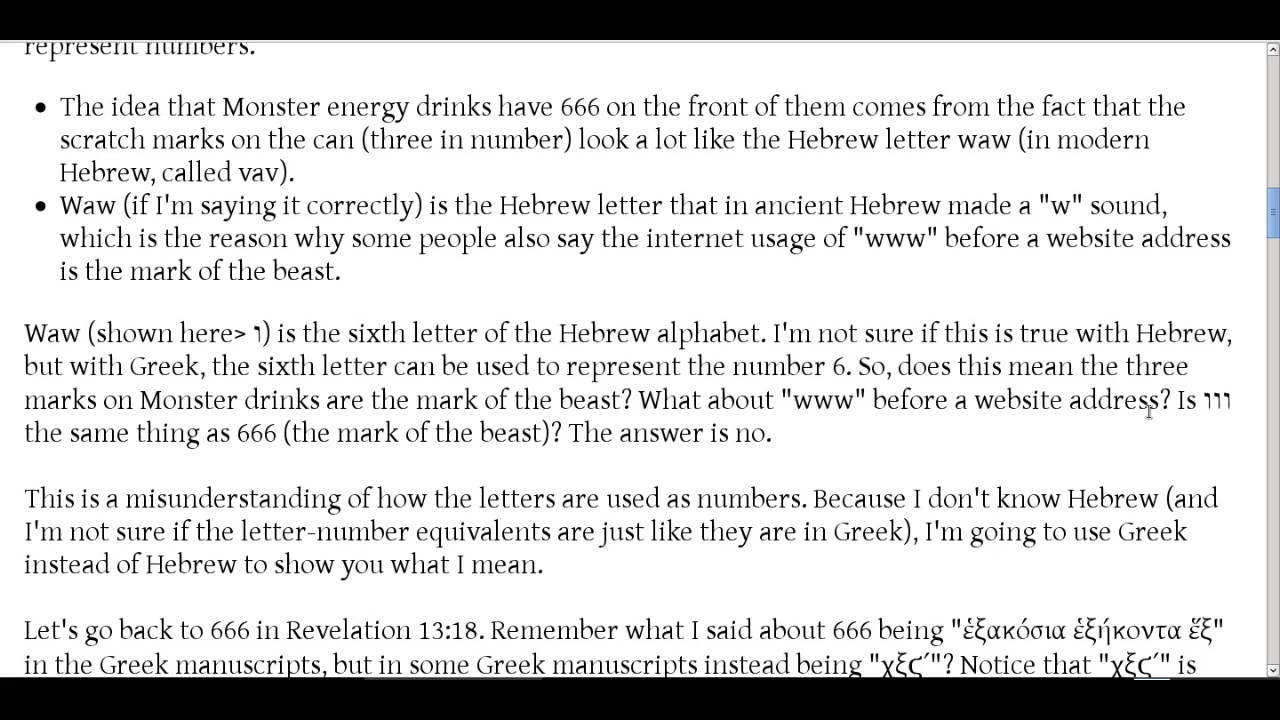 represent numbers.
• The idea that Monster energy drinks have 666 on the front of them comes from the fact that the
scratch marks on the can (three in number) look a lot like the Hebrew letter waw (in modern
Hebrew, called vav).
• Waw (if I'm saying it correctly) is the Hebrew letter that in ancient Hebrew made a "w" sound,
which is the reason why some people also say the internet usage of "www" before a website address
is the mark of the beast.
Waw (shown here> ו) is the sixth letter of the Hebrew alphabet. I'm not sure if this is true with Hebrew,
but with Greek, the sixth letter can be used to represent the number 6. So, does this mean the three
marks on Monster drinks are the mark of the beast? What about "www" before a website address? Is ווו
the same thing as 666 (the mark of the beast)? The answer is no.
This is a misunderstanding of how the letters are used as numbers. Because I don't know Hebrew (and
I'm not sure if the letter-number equivalents are just like they are in Greek), I'm going to use Greek
instead of Hebrew to show you what I mean.
Let's go back to 666 in Revelation 13:18. Remember what I said about 666 being "ἑξακόσια ἑξήκοντα ἕξ"
in the Greek manuscripts, but in some Greek manuscripts instead being "χξϛ´"? Notice that "χξϛ´" is